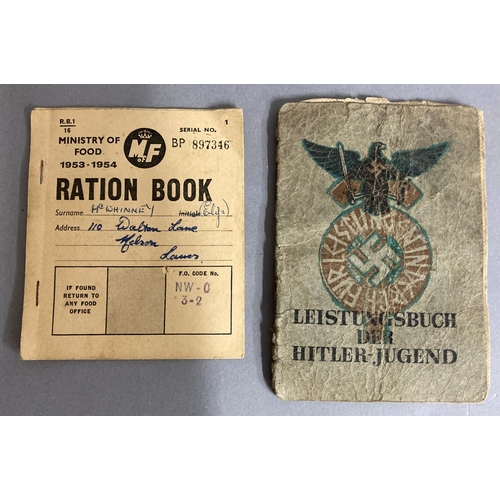 R.B.1
16
MINISTRY OF
FOOD
1953-1954
MF
OF
SERIAL NO.
1
BP 897346
RATION BOOK
Surname McWHINNEY Initials
Address 110 Walton Lane
Nelson
Lancs
IF FOUND
RETURN TO
ANY FOOD
OFFICE
F.O. CODE No.
NW-O
3-2
LEISTUNGSBUCH
DER
HITLER-JUGEND